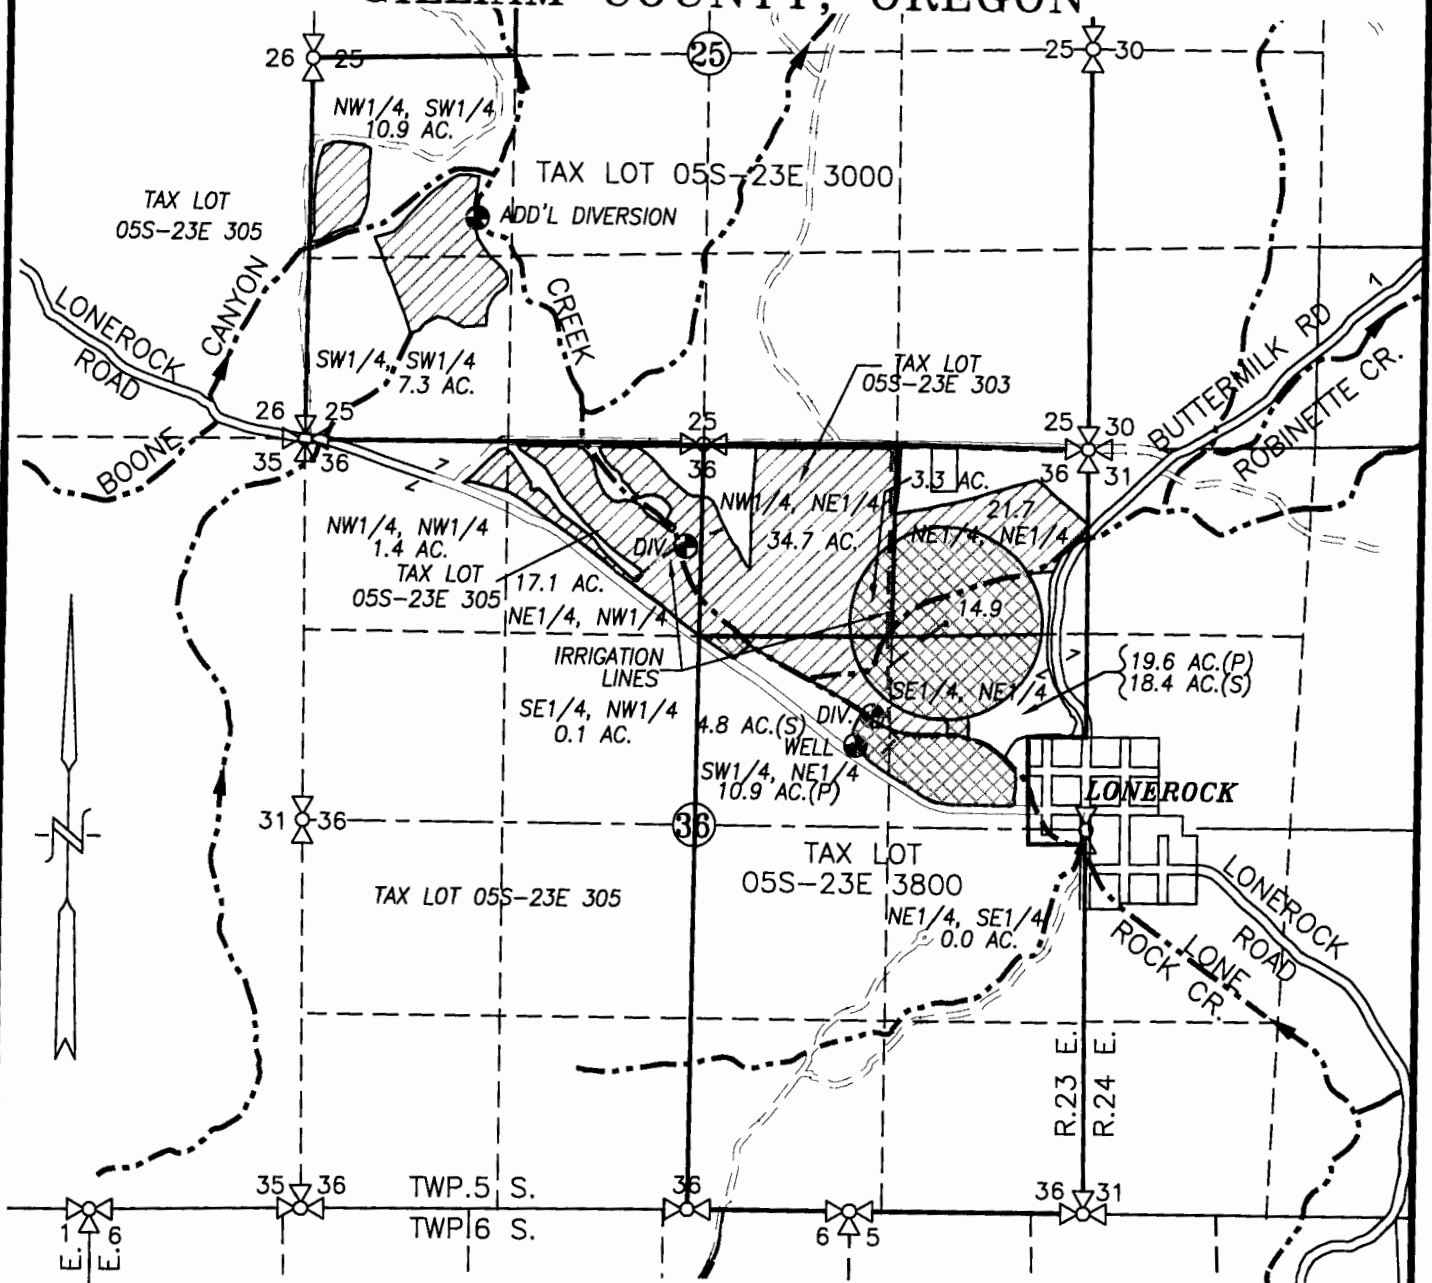 GILLIAM COUNTY, OREGON
26
25
25
25
30
NW1/4, SW1/4
10.9 AC.
TAX LOT 05S-23E 3000
TAX LOT
05S-23E 305
ADD'L DIVERSION
LONEROCK
ROAD
CANYON
BOONE
CREEK
SW1/4, SW1/4
7.3 AC.
TAX LOT
05S-23E 303
BUTTERMILK RD
1
ROBINETTE CR.
26
25
35
36
25
36
25
30
36
31
NW1/4, NE1/4
34.7 AC.
3.3 AC.
21.7
NE1/4, NE1/4
14.9
NW1/4, NW1/4
1.4 AC.
TAX LOT
05S-23E 305
DIV.
17.1 AC.
NE1/4, NW1/4
IRRIGATION
LINES
SE1/4, NW1/4
0.1 AC.
4.8 AC.(S)
DIV.
WELL
SW1/4, NE1/4
10.9 AC.(P)
SE1/4, NE1/4
19.6 AC.(P)
18.4 AC.(S)
LONEROCK
31
36
36
TAX LOT
05S-23E 3800
TAX LOT 05S-23E 305
NE1/4, SE1/4
0.0 AC.
LONEROCK
ROAD
LONE
ROCK CR.
R.23 E.
R.24 E.
35
36
TWP.5 S.
TWP.6 S.
36
36
31
1
6
6
5
E.
E.
N